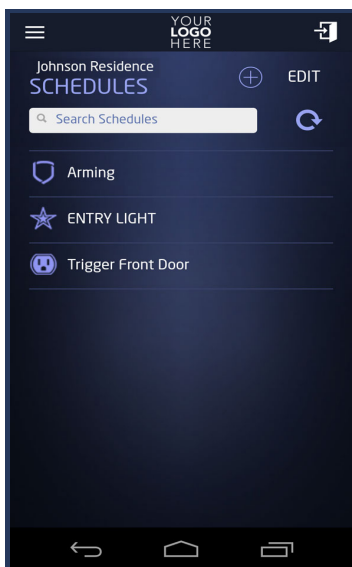 YOUR
LOGO
HERE
Johnson Residence
SCHEDULES
EDIT
Search Schedules
Arming
ENTRY LIGHT
Trigger Front Door